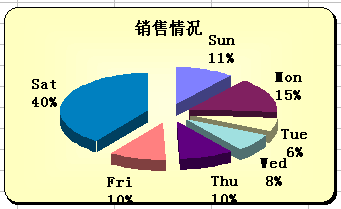 销售情况
Sun
11%
Mon
15%
Tue
6%
Wed
8%
Thu
10%
Fri
10%
Sat
40%